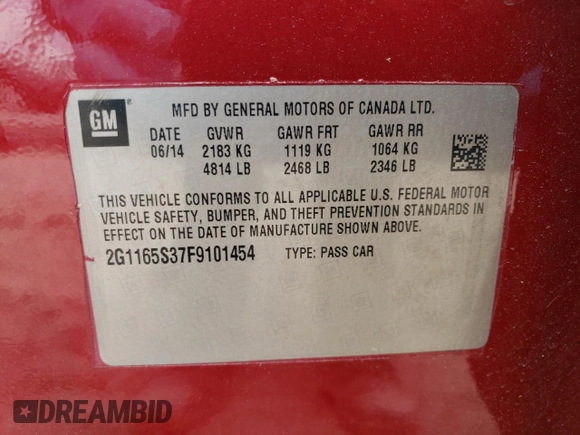 GM
MFD BY GENERAL MOTORS OF CANADA LTD.
DATE GVWR GAWR FRT GAWR RR
06/14 2183 KG 1119 KG 1064 KG
4814 LB 2468 LB 2346 LB
THIS VEHICLE CONFORMS TO ALL APPLICABLE U.S. FEDERAL MOTOR
VEHICLE SAFETY, BUMPER, AND THEFT PREVENTION STANDARDS IN
EFFECT ON THE DATE OF MANUFACTURE SHOWN ABOVE.
2G1165S37F9101454 TYPE: PASS CAR
DREAMBID